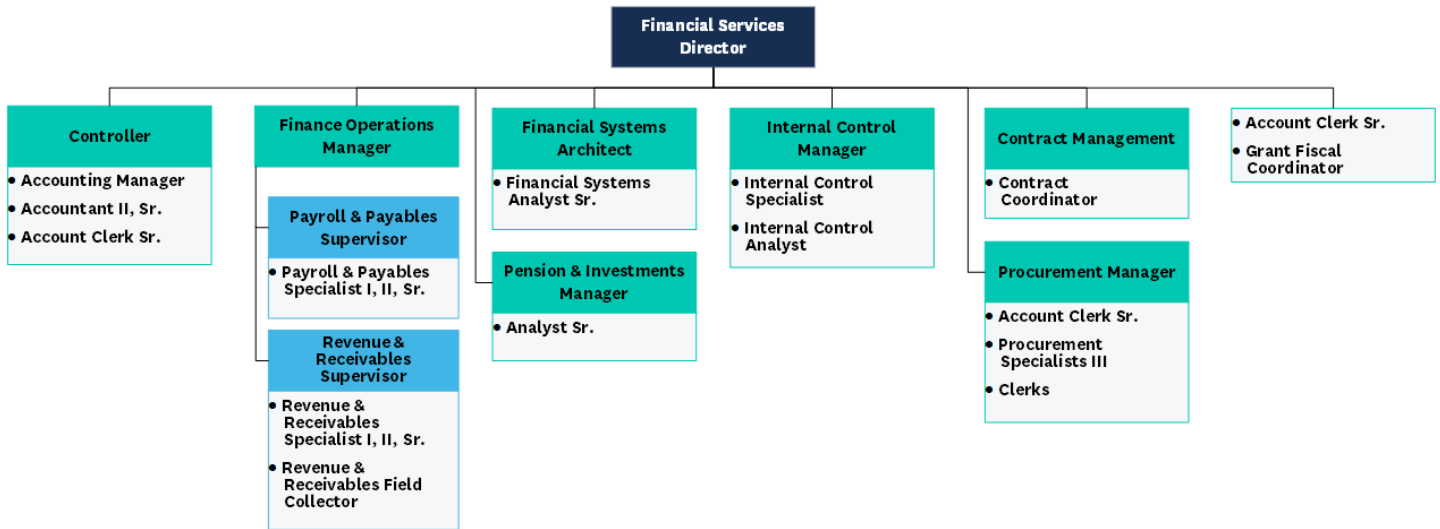 Financial Services
Director
Controller
• Accounting Manager
• Accountant II, Sr.
• Account Clerk Sr.
Finance Operations
Manager
Payroll & Payables
Supervisor
• Payroll & Payables
Specialist I, II, Sr.
Revenue &
Receivables
Supervisor
• Revenue &
Receivables
Specialist I, II, Sr.
• Revenue &
Receivables Field
Collector
Financial Systems
Architect
• Financial Systems
Analyst Sr.
Pension & Investments
Manager
• Analyst Sr.
Internal Control
Manager
• Internal Control
Specialist
• Internal Control
Analyst
Contract Management
• Contract
Coordinator
Procurement Manager
• Account Clerk Sr.
• Procurement
Specialists III
• Clerks
• Account Clerk Sr.
• Grant Fiscal
Coordinator